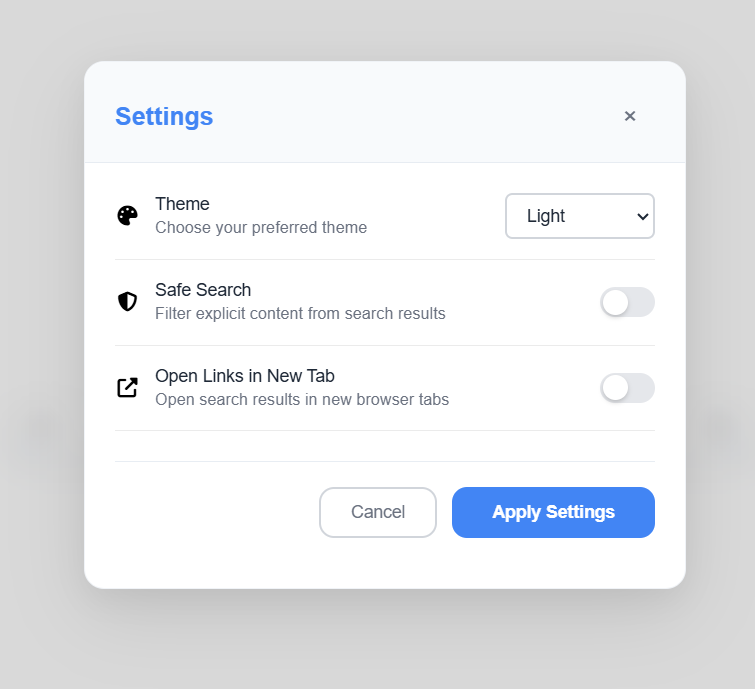 Settings
×
Theme
Choose your preferred theme
Light
Safe Search
Filter explicit content from search results
Open Links in New Tab
Open search results in new browser tabs
Cancel
Apply Settings